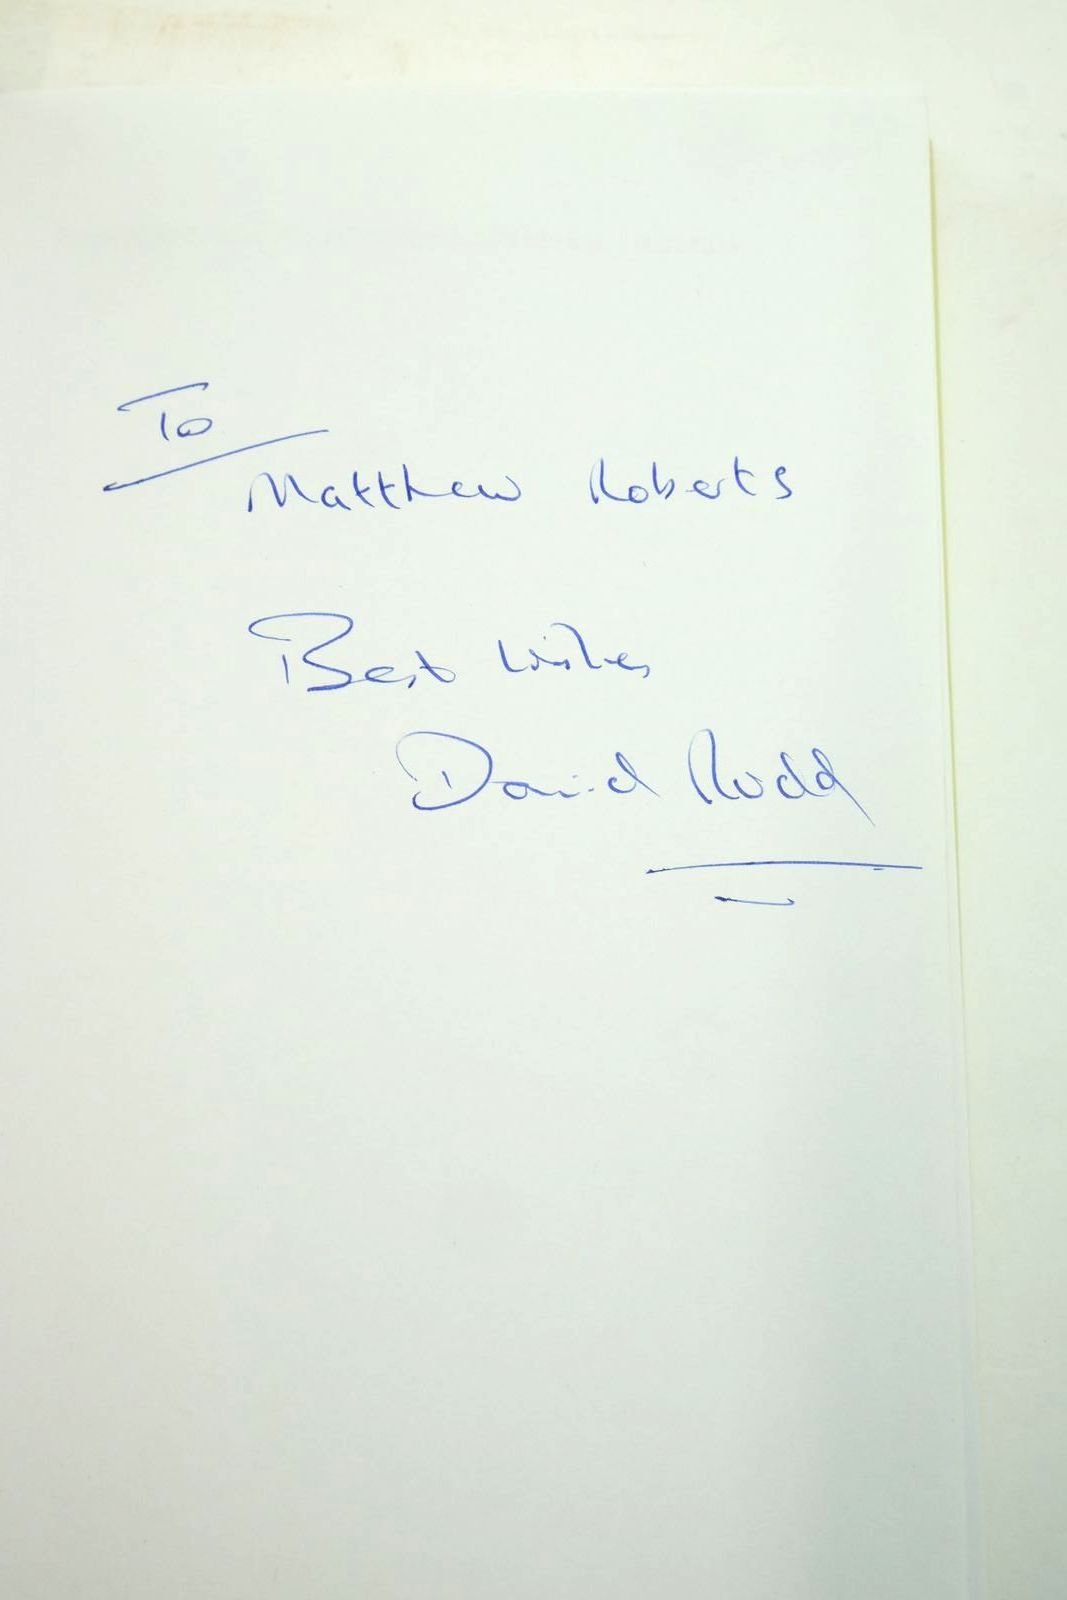 To
Matthew Roberts
Best wishes
David Rudd